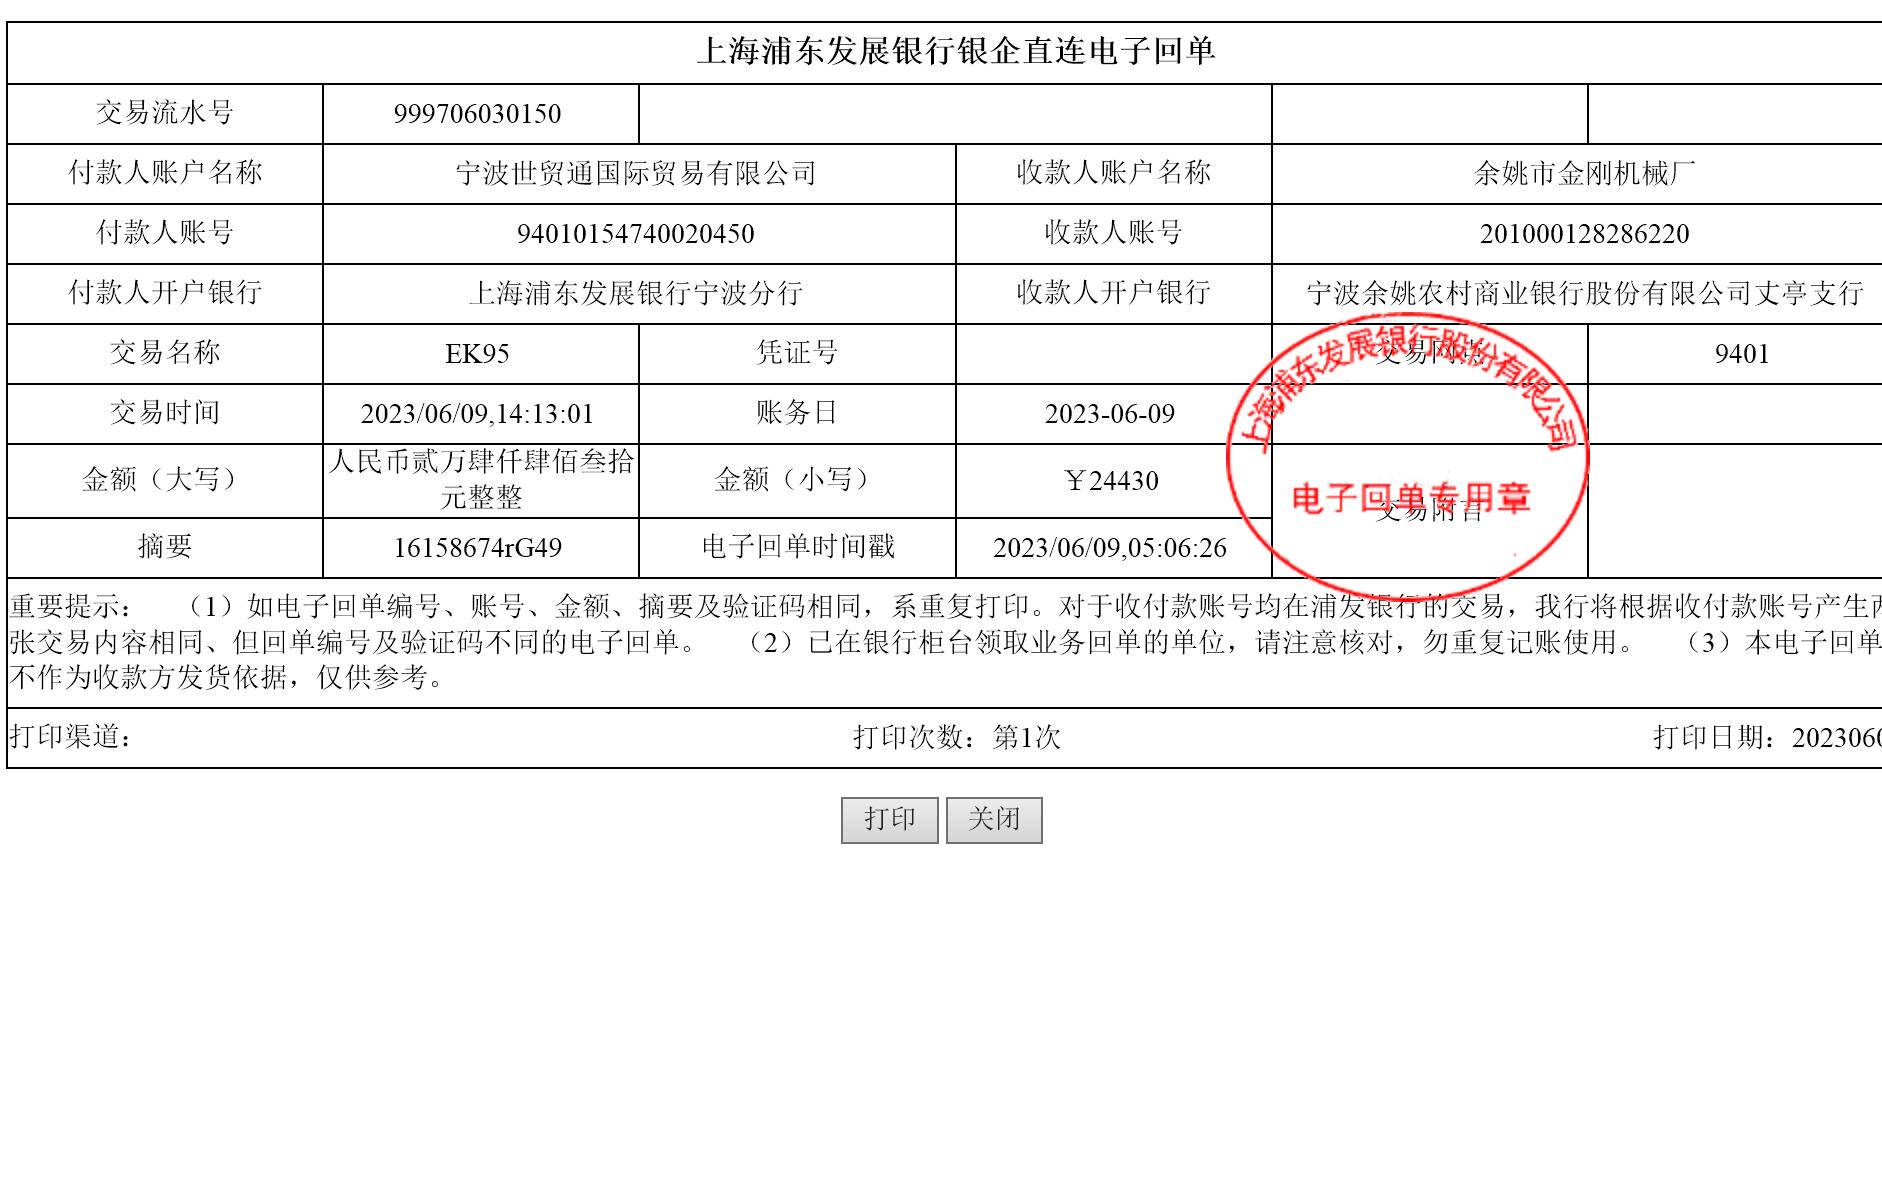 上海浦东发展银行银企直连电子回单
交易流水号 999706030150
付款人账户名称 宁波世贸通国际贸易有限公司 收款人账户名称 余姚市金刚机械厂
付款人账号 94010154740020450 收款人账号 201000128286220
付款人开户银行 上海浦东发展银行宁波分行 收款人开户银行 宁波余姚农村商业银行股份有限公司丈亭支行
交易名称 EK95 凭证号 交易网点 9401
交易时间 2023/06/09,14:13:01 账务日 2023-06-09
金额（大写） 人民币贰万肆仟肆佰叁拾
元整整 金额（小写） ￥24430
交易附言
摘要 16158674rG49 电子回单时间戳 2023/06/09,05:06:26
上海浦东发展银行股份有限公司
电子回单专用章
重要提示： （1）如电子回单编号、账号、金额、摘要及验证码相同，系重复打印。对于收付款账号均在浦发银行的交易，我行将根据收付款账号产生两
张交易内容相同、但回单编号及验证码不同的电子回单。 （2）已在银行柜台领取业务回单的单位，请注意核对，勿重复记账使用。 （3）本电子回单
不作为收款方发货依据，仅供参考。
打印渠道： 打印次数：第1次 打印日期：2023060
打印 关闭